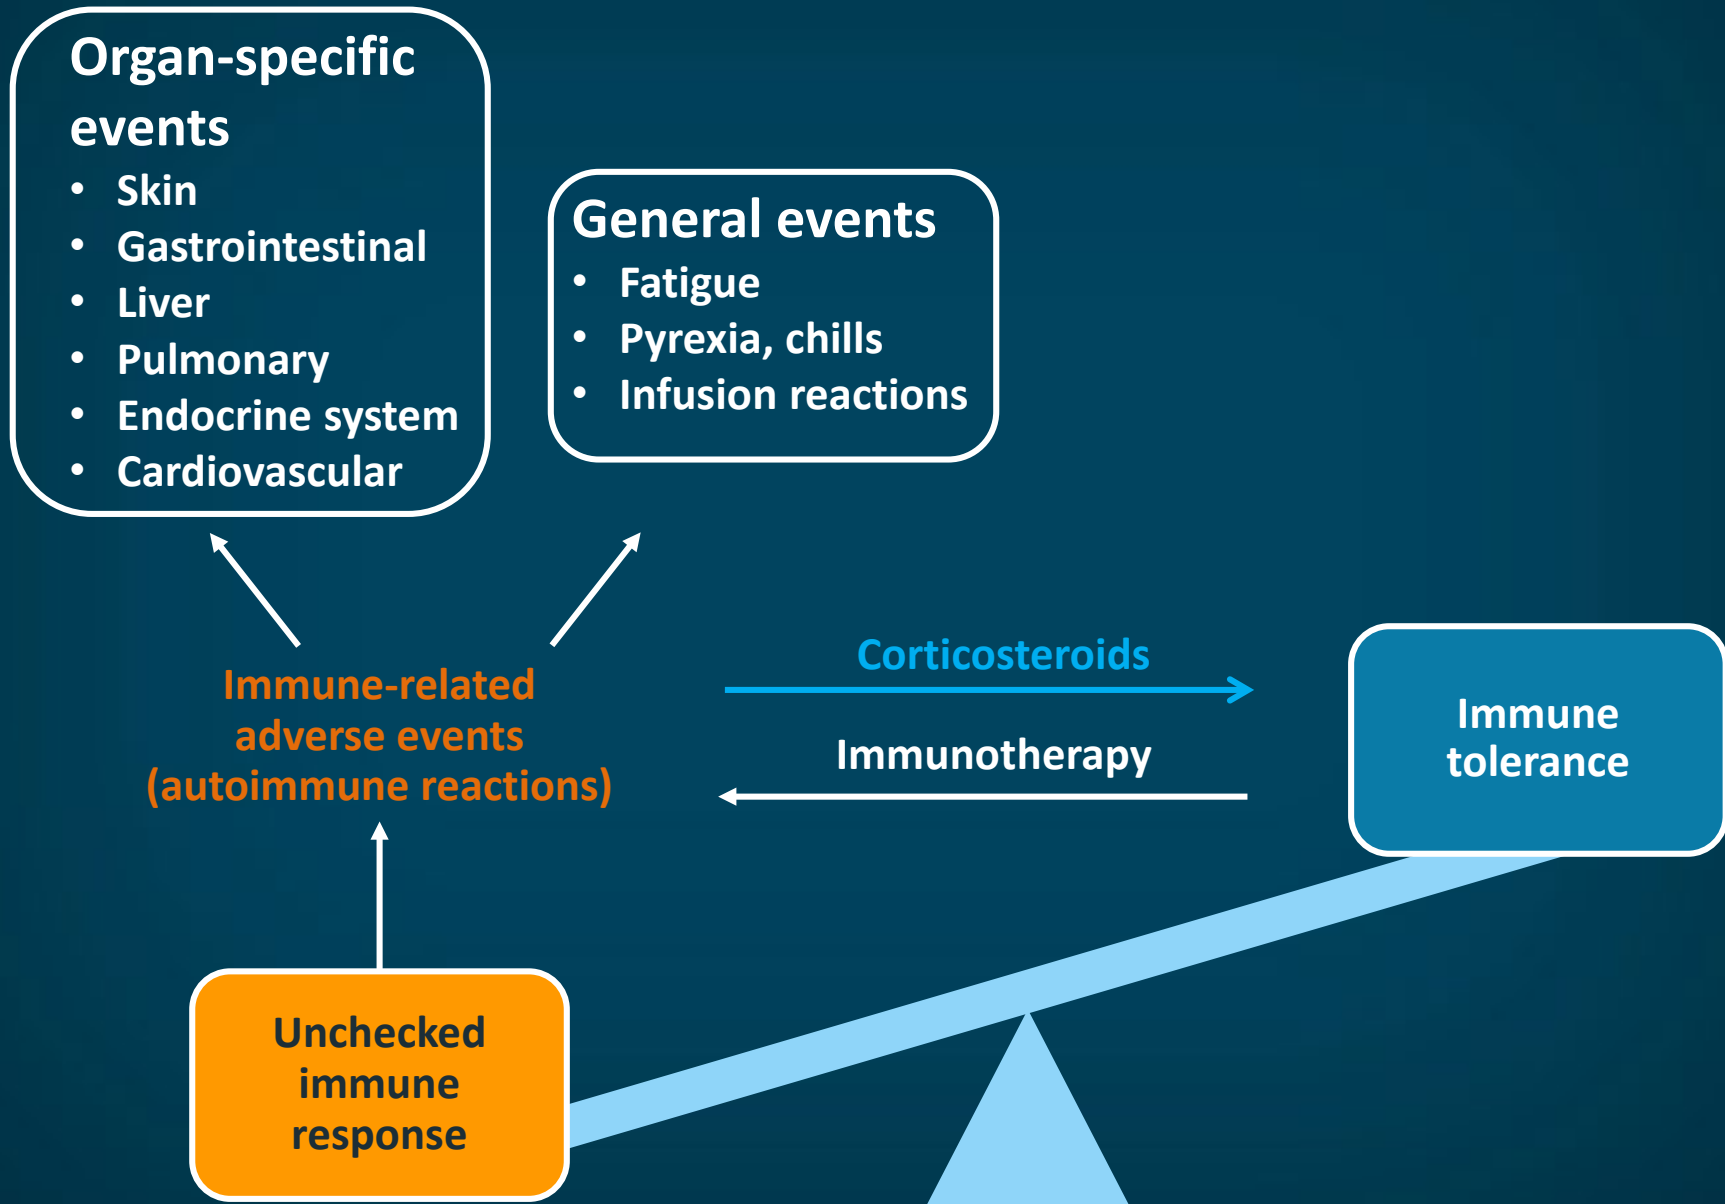 Organ-specific
events
• Skin
• Gastrointestinal
• Liver
• Pulmonary
• Endocrine system
• Cardiovascular
General events
• Fatigue
• Pyrexia, chills
• Infusion reactions
Immune-related
adverse events
(autoimmune reactions)
Corticosteroids
Immunotherapy
Immune
tolerance
Unchecked
immune
response